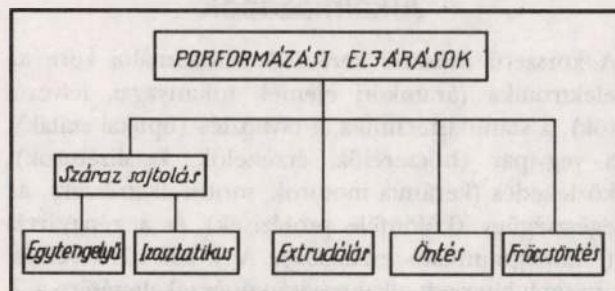 PORFORMÁZÁSI ELJÁRÁSOK
Száraz sajtolás
Egytengelyű
Izosztatikus
Extrudálás
Öntés
Fröccsöntés